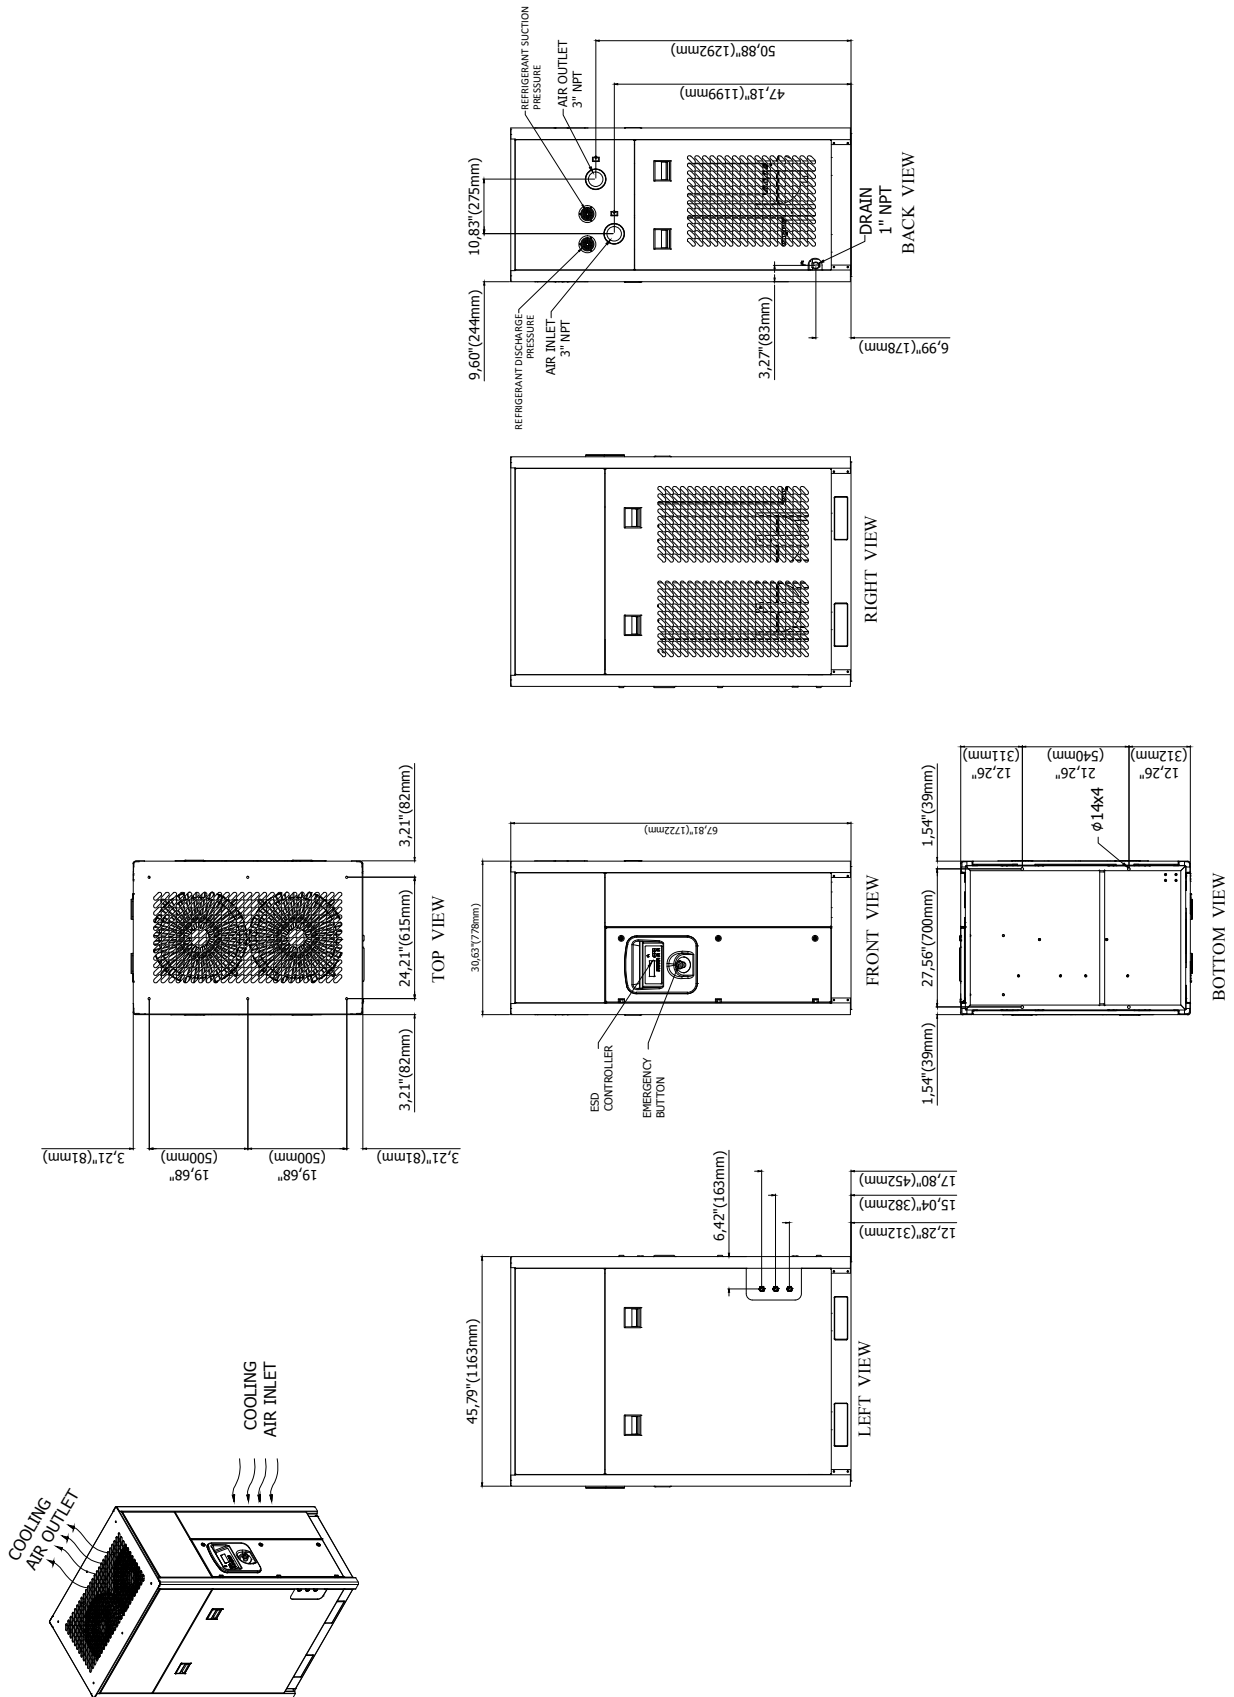 REFRIGERANT SUCTION
PRESSURE
AIR OUTLET
3" NPT
50,88"(1292mm)
47,18"(1199mm)
10,83"(275mm)
9,60"(244mm)
REFRIGERANT DISCHARGE
PRESSURE
AIR INLET
3" NPT
DRAIN
1" NPT
3,27"(83mm)
6,99"(178mm)
BACK VIEW
RIGHT VIEW
3,21"(82mm)
24,21"(615mm)
3,21"(82mm)
TOP VIEW
3,21"(81mm)
19,68"
(500mm)
19,68"
(500mm)
3,21"(81mm)
67,81"(1722mm)
30,63"(778mm)
ESD
CONTROLLER
EMERGENCY
BUTTON
FRONT VIEW
12,26"
(311mm)
21,26"
(540mm)
12,26"
(312mm)
1,54"(39mm)
ϕ14x4
27,56"(700mm)
1,54"(39mm)
BOTTOM VIEW
6,42"(163mm)
17,80"(452mm)
15,04"(382mm)
12,28"(312mm)
45,79"(1163mm)
LEFT VIEW
COOLING
AIR INLET
COOLING
AIR OUTLET